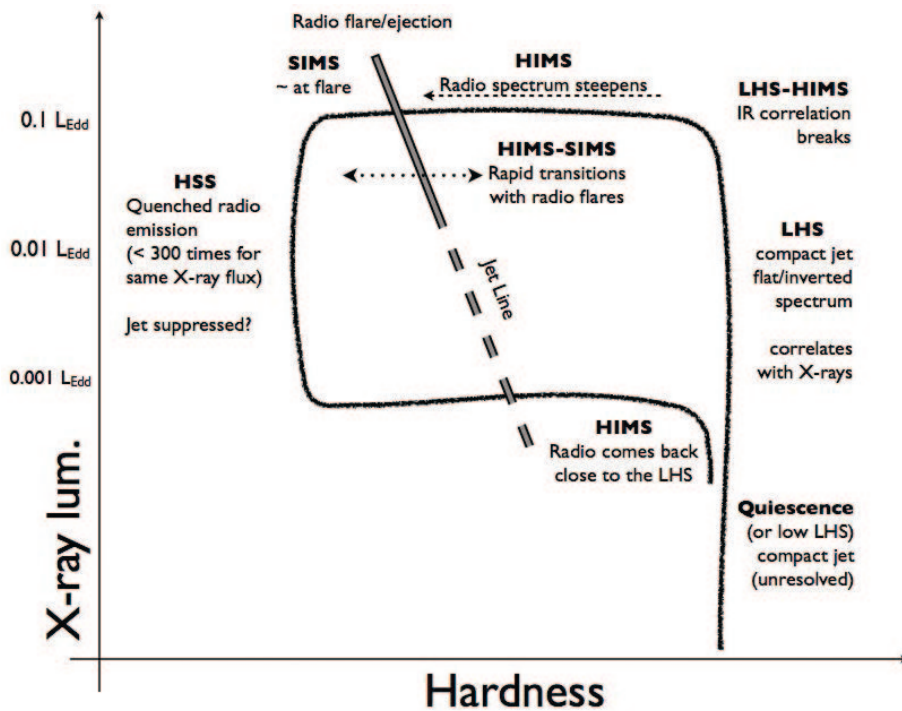 Radio flare/ejection
SIMS
~ at flare
HIMS
Radio spectrum steepens
LHS-HIMS
IR correlation
breaks
0.1 LEdd
HIMS-SIMS
Rapid transitions
with radio flares
HSS
Quenched radio
emission
(< 300 times for
same X-ray flux)
Jet suppressed?
0.01 LEdd
Jet Line
LHS
compact jet
flat/inverted
spectrum
correlates
with X-rays
0.001 LEdd
HIMS
Radio comes back
close to the LHS
Quiescence
(or low LHS)
compact jet
(unresolved)
X-ray lum.
Hardness